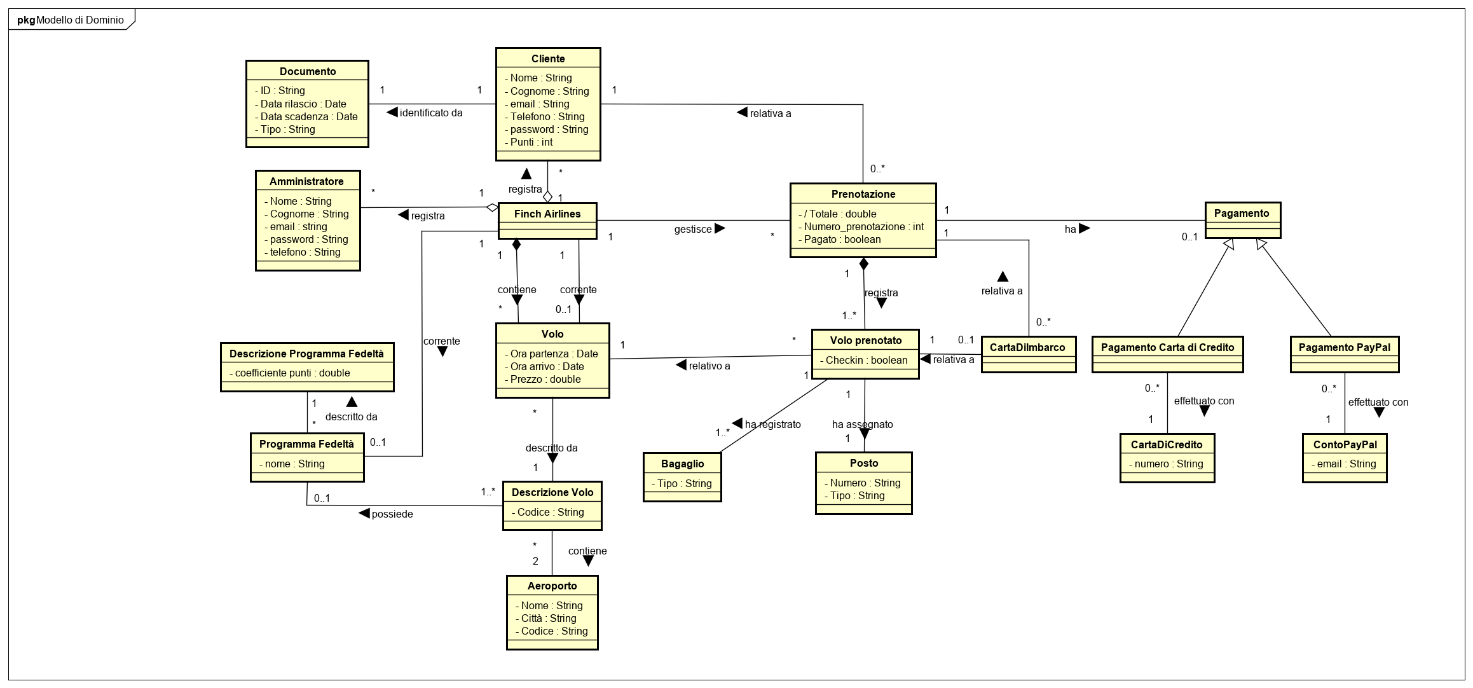 pkg Modello di Dominio
Cliente
- Nome : String
- Cognome : String
- email : String
- Telefono : String
- password : String
- Punti : int
Documento
- ID : String
- Data rilascio : Date
- Data scadenza : Date
- Tipo : String
1
1
identificato da
1
relativa a
0..*
Amministratore
- Nome : String
- Cognome : String
- email : string
- password : String
- telefono : String
*
1
registra
*
registra
1
Finch Airlines
Prenotazione
- / Totale : double
- Numero_prenotazione : int
- Pagato : boolean
1
gestisce
*
1
ha
0..1
Pagamento
1
1
contiene
*
1
corrente
0..1
corrente
0..1
1
registra
1..*
1
relativa a
0..*
Volo
- Ora partenza : Date
- Ora arrivo : Date
- Prezzo : double
1
relativo a
*
Volo prenotato
- Checkin : boolean
1
0..1
relativa a
CartaDiImbarco
Pagamento Carta di Credito
Pagamento PayPal
Descrizione Programma Fedeltà
- coefficiente punti : double
1
*
descritto da
Programma Fedeltà
- nome : String
*
descritto da
1
1
ha registrato
1..*
1
ha assegnato
1
0..*
effettuato con
1
0..*
effettuato con
1
CartaDiCredito
- numero : String
ContoPayPal
- email : String
Bagaglio
- Tipo : String
Posto
- Numero : String
- Tipo : String
0..1
possiede
1..*
Descrizione Volo
- Codice : String
*
contiene
2
Aeroporto
- Nome : String
- Città : String
- Codice : String